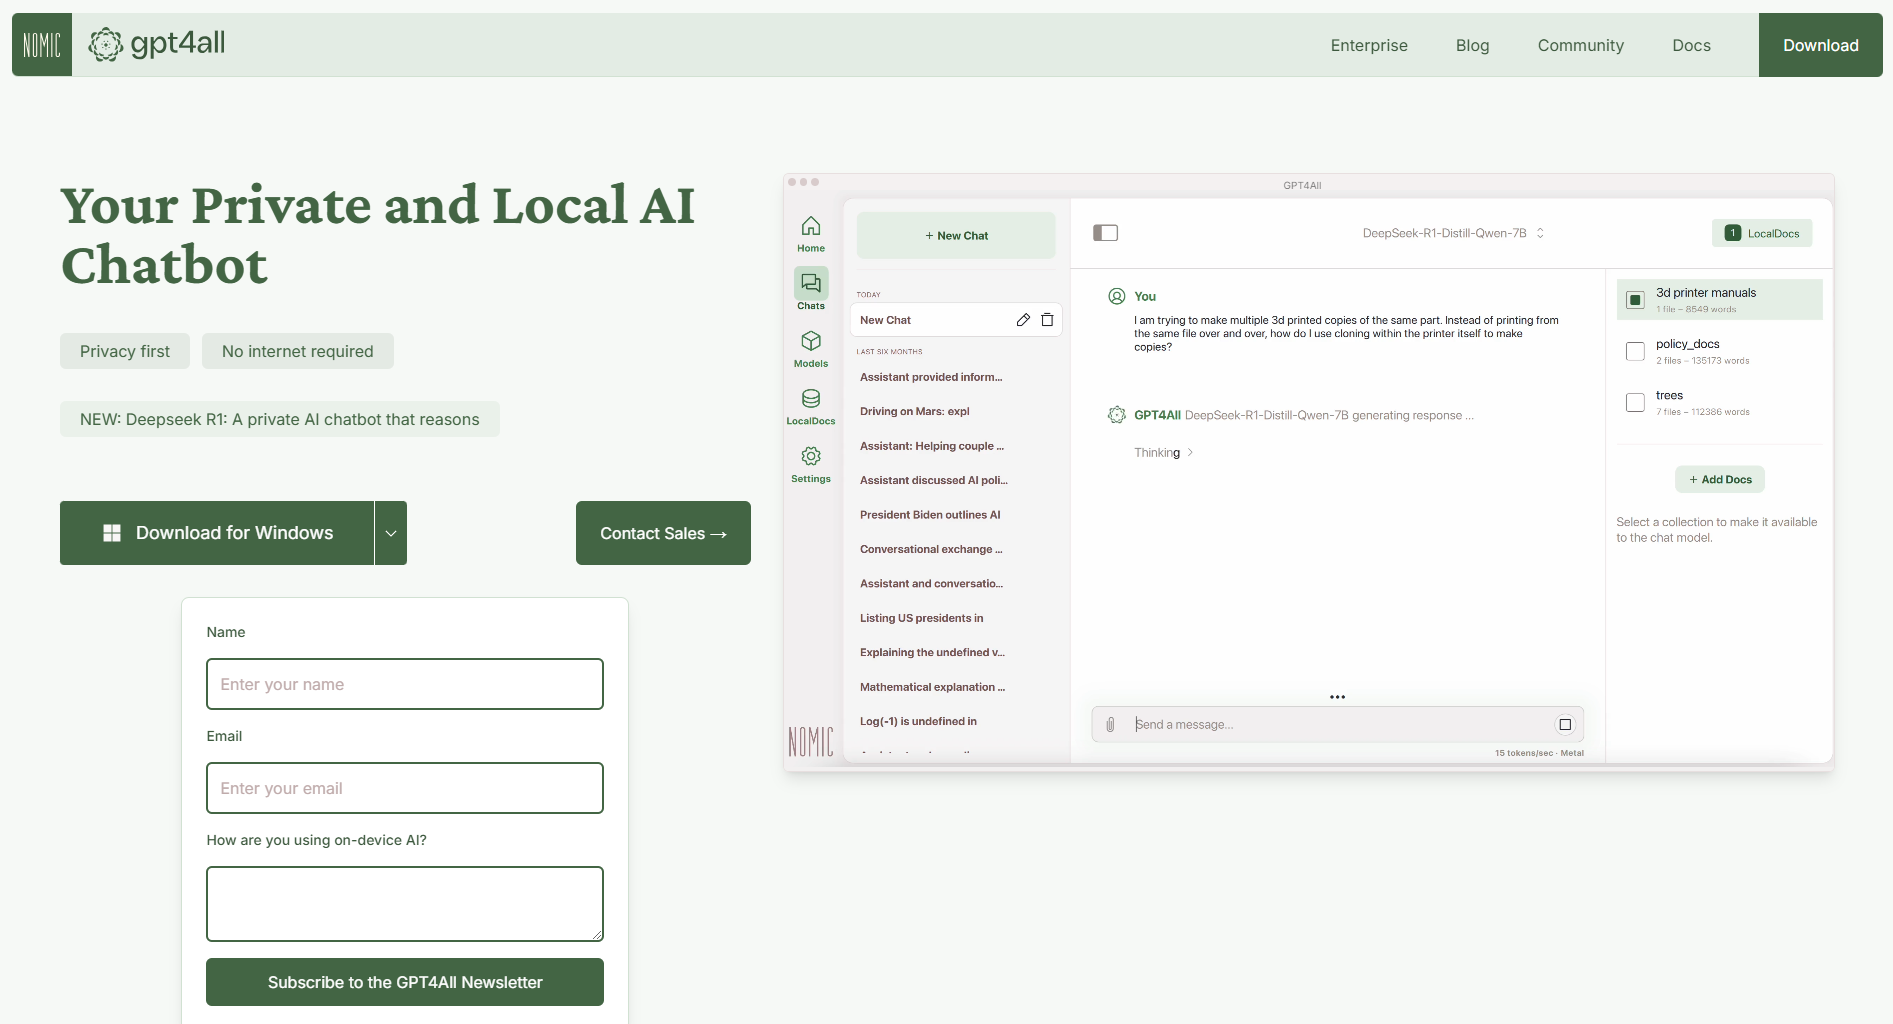 NOMIC
gpt4all
Enterprise
Blog
Community
Docs
Download
Your Private and Local AI
Chatbot
Privacy first
No internet required
NEW: Deepseek R1: A private AI chatbot that reasons
Download for Windows
Contact Sales →
Name
Enter your name
Email
Enter your email
How are you using on-device AI?
Subscribe to the GPT4All Newsletter
GPT4All
Home
Chats
Models
LocalDocs
Settings
NOMIC
+ New Chat
TODAY
New Chat
LAST SIX MONTHS
Assistant provided inform...
Driving on Mars: expl
Assistant: Helping couple ...
Assistant discussed AI poli...
President Biden outlines AI
Conversational exchange ...
Assistant and conversatio...
Listing US presidents in
Explaining the undefined v...
Mathematical explanation ...
Log(-1) is undefined in
DeepSeek-R1-Distill-Qwen-7B
1 LocalDocs
You
I am trying to make multiple 3d printed copies of the same part. Instead of printing from
the same file over and over, how do I use cloning within the printer itself to make
copies?
GPT4All DeepSeek-R1-Distill-Qwen-7B generating response ...
Thinking >
Send a message...
15 tokens/sec · Metal
3d printer manuals
1 file – 8549 words
policy_docs
2 files – 135173 words
trees
7 files – 112386 words
+ Add Docs
Select a collection to make it available
to the chat model.